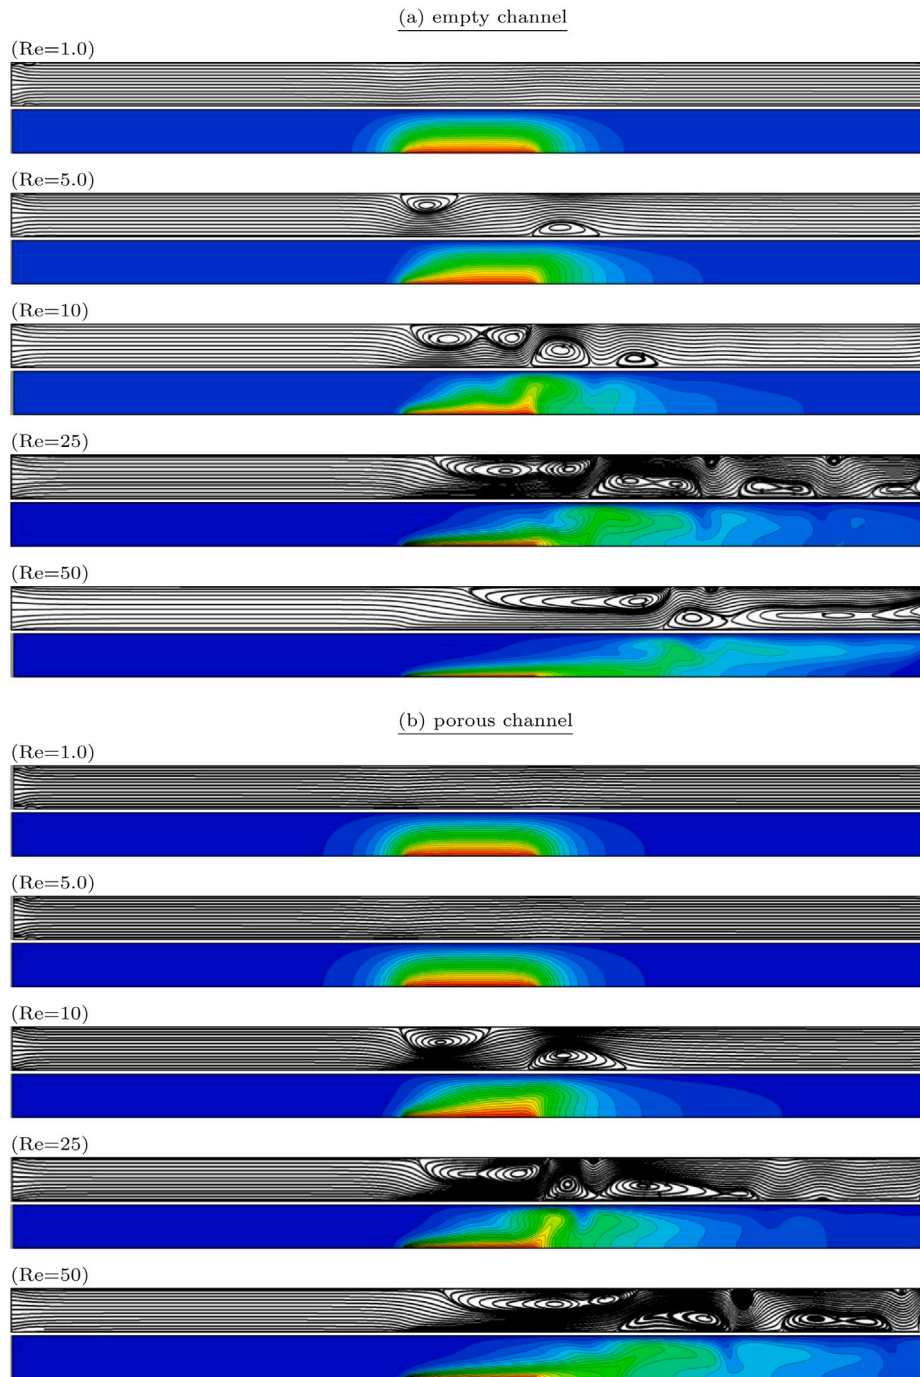 (a) empty channel
(Re=1.0)
(Re=5.0)
(Re=10)
(Re=25)
(Re=50)
(b) porous channel
(Re=1.0)
(Re=5.0)
(Re=10)
(Re=25)
(Re=50)